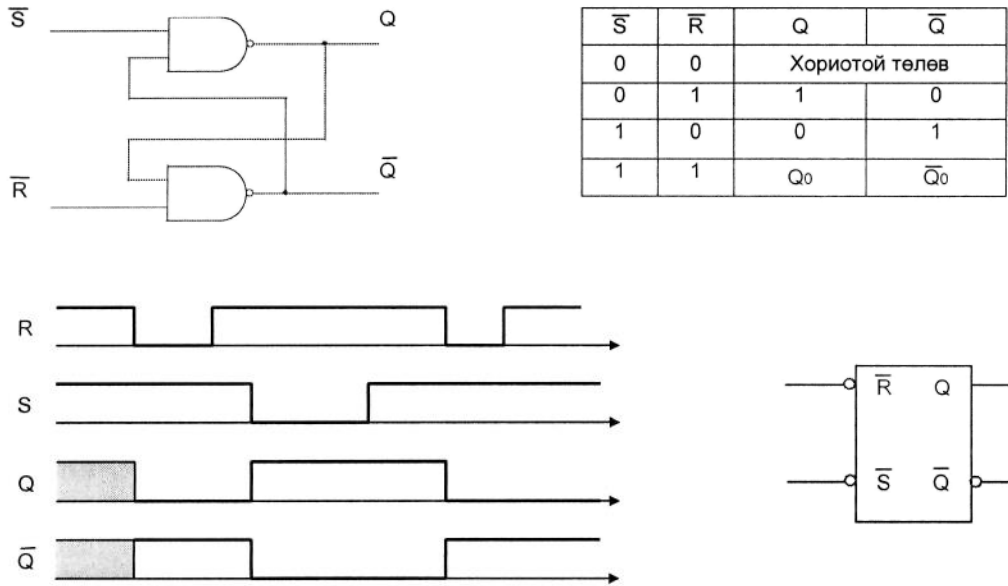 S̅ Q
R̅ Q̅
S̅ R̅ Q Q̅
0 0 Хориотой төлөв
0 1 1 0
1 0 0 1
1 1 Q₀ Q̅₀
R
S
Q
Q̅
R̅ Q
S̅ Q̅